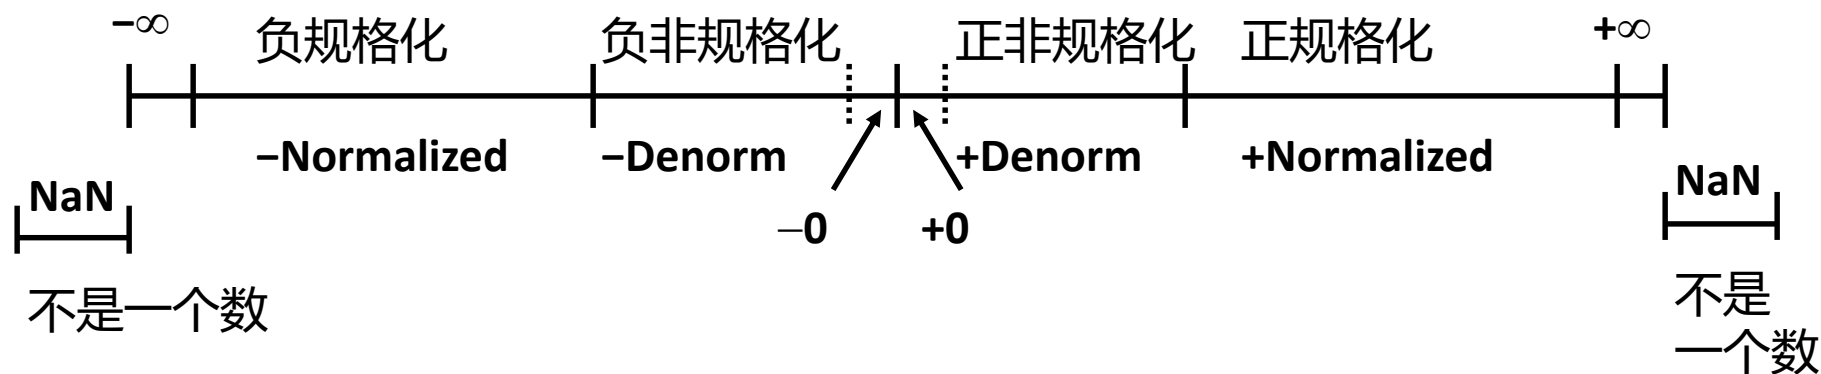 −∞ 负规格化 负非规格化 正非规格化 正规格化 +∞
−Normalized −Denorm +Denorm +Normalized
NaN NaN
−0 +0
不是一个数 不是
一个数